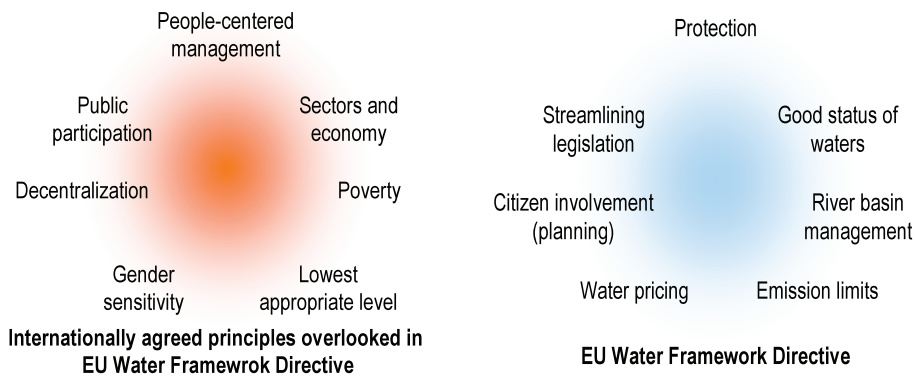 People-centered
management
Public
participation
Sectors and
economy
Decentralization
Poverty
Gender
sensitivity
Lowest
appropriate level
Internationally agreed principles overlooked in
EU Water Framewrok Directive
Protection
Streamlining
legislation
Good status of
waters
Citizen involvement
(planning)
River basin
management
Water pricing
Emission limits
EU Water Framework Directive